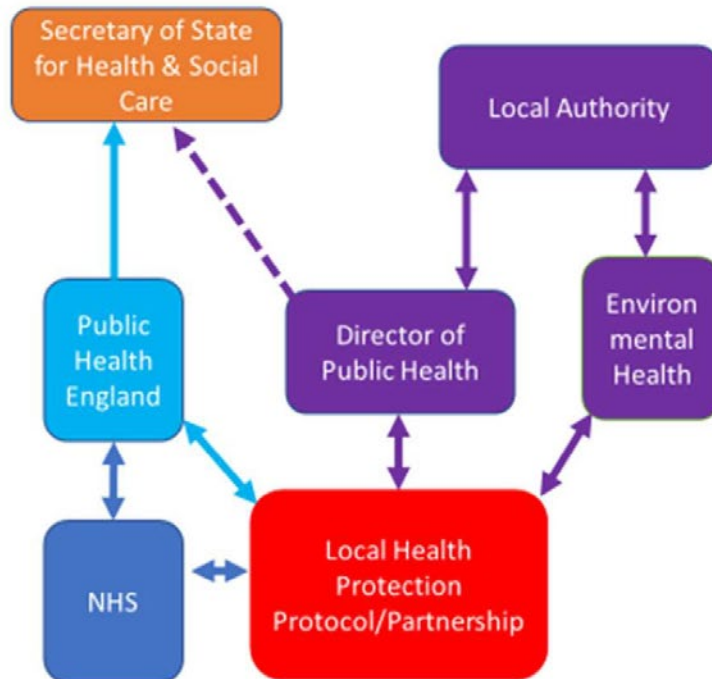 Secretary of State
for Health & Social
Care
Local Authority
Public
Health
England
Director of
Public Health
Environ
mental
Health
NHS
Local Health
Protection
Protocol/Partnership